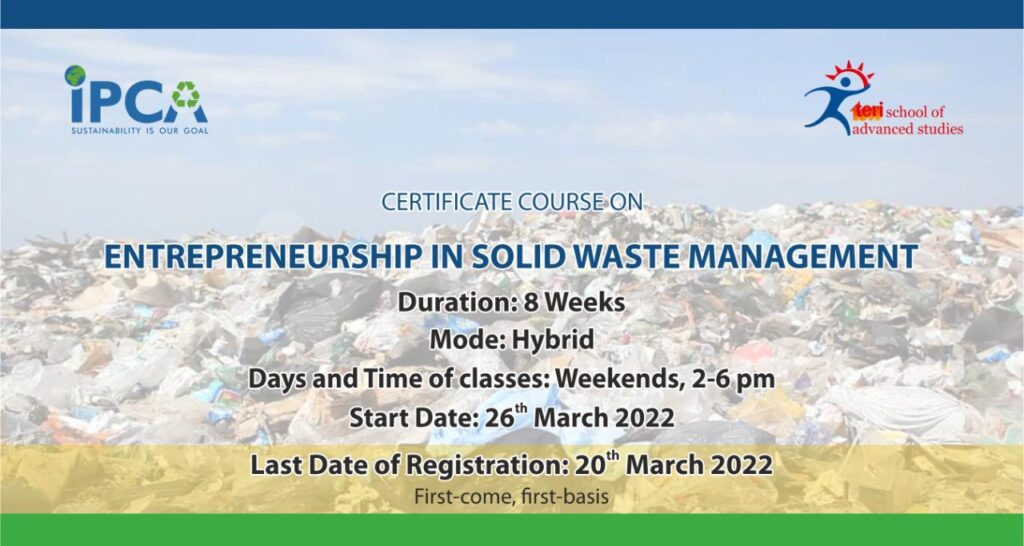 iPCA
SUSTAINABILITY IS OUR GOAL
teri school of
advanced studies
CERTIFICATE COURSE ON
ENTREPRENEURSHIP IN SOLID WASTE MANAGEMENT
Duration: 8 Weeks
Mode: Hybrid
Days and Time of classes: Weekends, 2-6 pm
Start Date: 26th March 2022
Last Date of Registration: 20th March 2022
First-come, first-basis